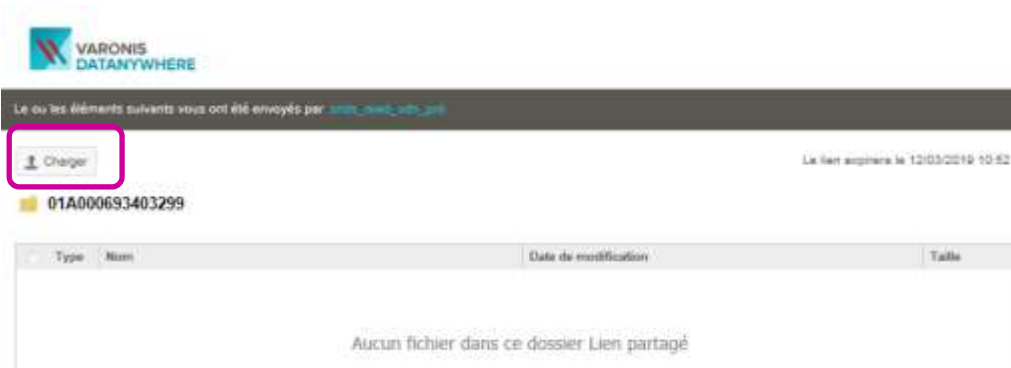 VARONIS
DATANYWHERE
Le ou les éléments suivants vous ont été envoyés par
Charger
Le lien expirera le 12/03/2019 10:52
01A000693403299
Type Nom Date de modification Taille
Aucun fichier dans ce dossier Lien partagé